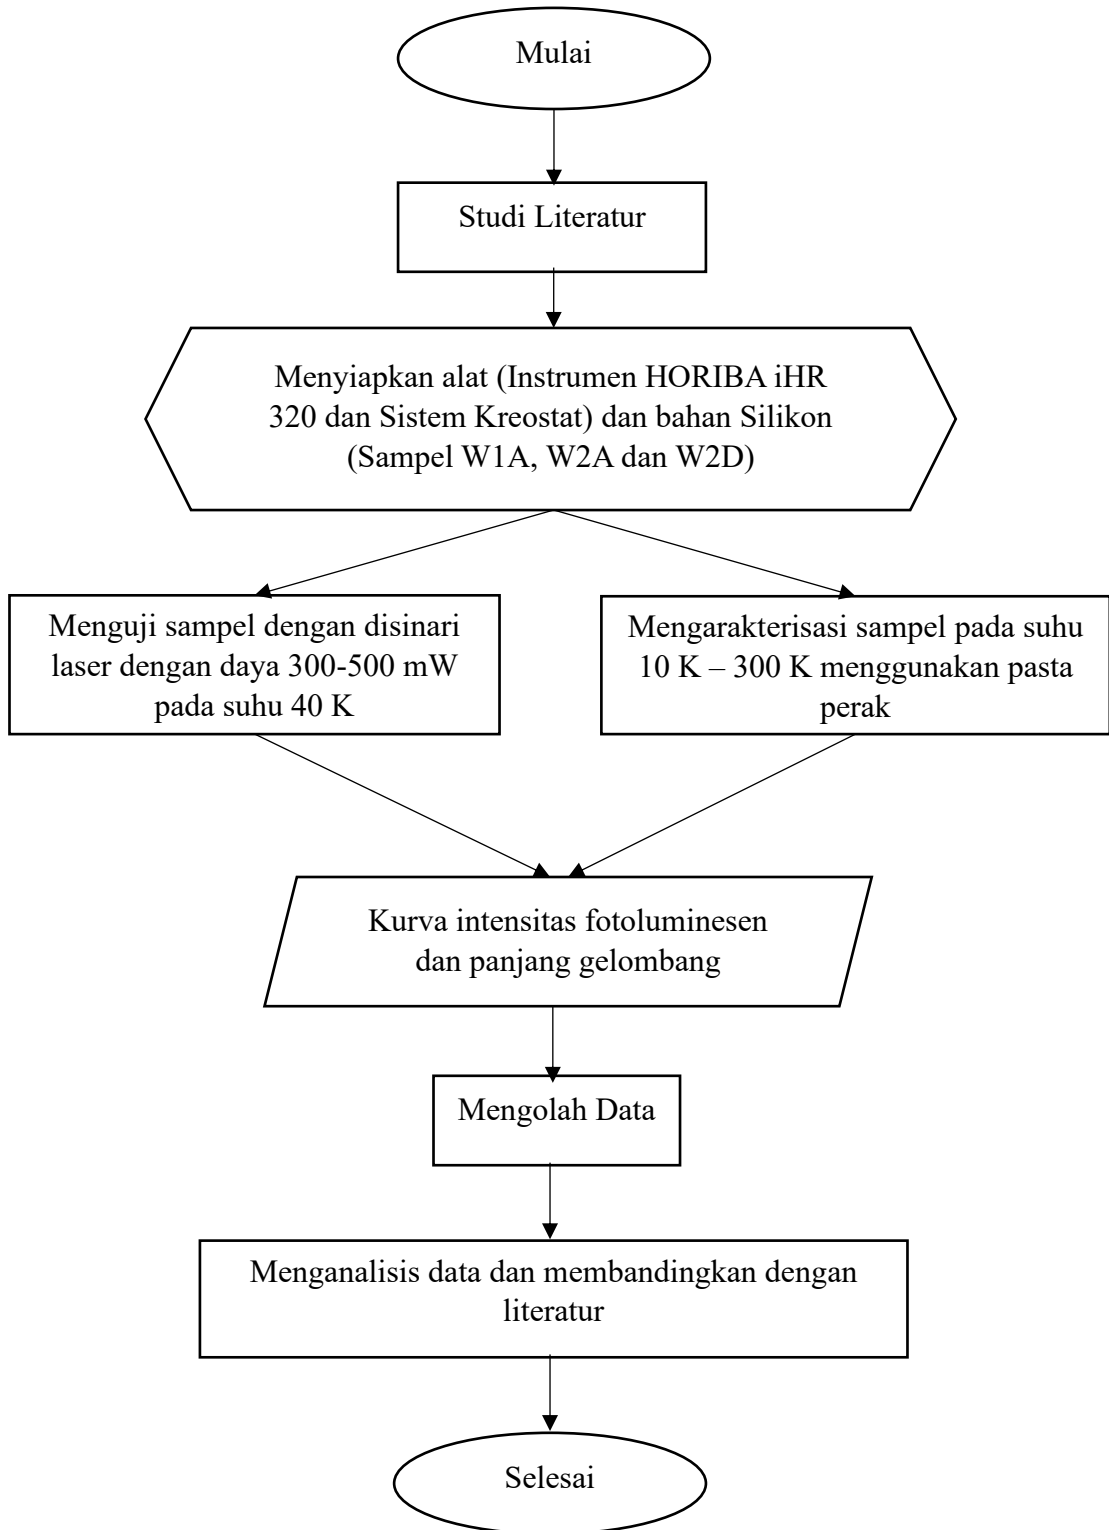 Mulai
Studi Literatur
Menyiapkan alat (Instrumen HORIBA iHR
320 dan Sistem Kreostat) dan bahan Silikon
(Sampel W1A, W2A dan W2D)
Menguji sampel dengan disinari
laser dengan daya 300-500 mW
pada suhu 40 K
Mengarakterisasi sampel pada suhu
10 K – 300 K menggunakan pasta
perak
Kurva intensitas fotoluminesen
dan panjang gelombang
Mengolah Data
Menganalisis data dan membandingkan dengan
literatur
Selesai